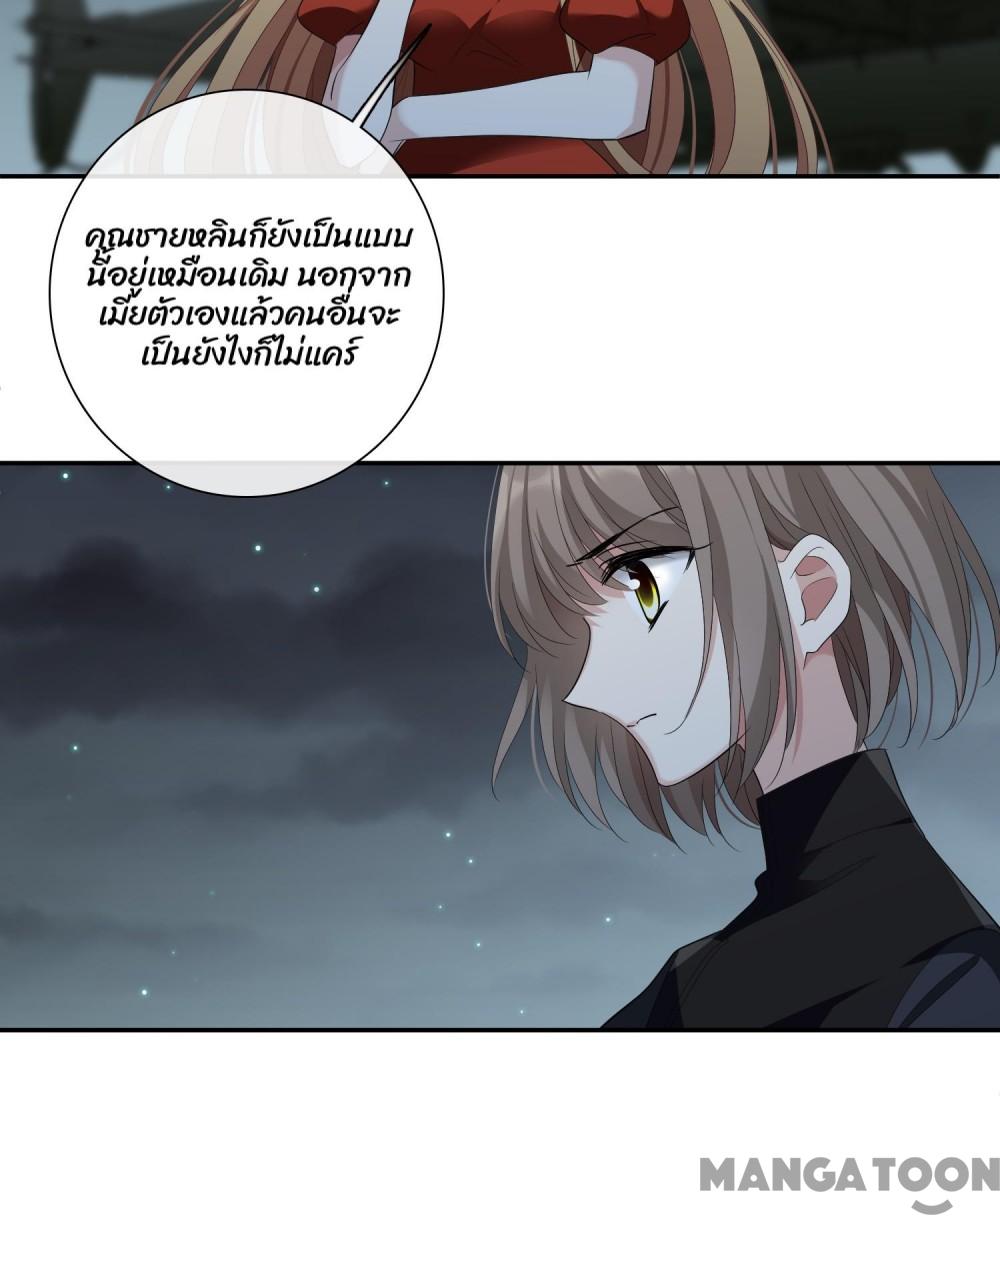 คุณชายหลินก็ยังเป็นแบบ
นี้อยู่เหมือนเดิม นอกจาก
เมียตัวเองแล้วคนอื่นจะ
เป็นยังไงก็ไม่แคร์
MANGATOON